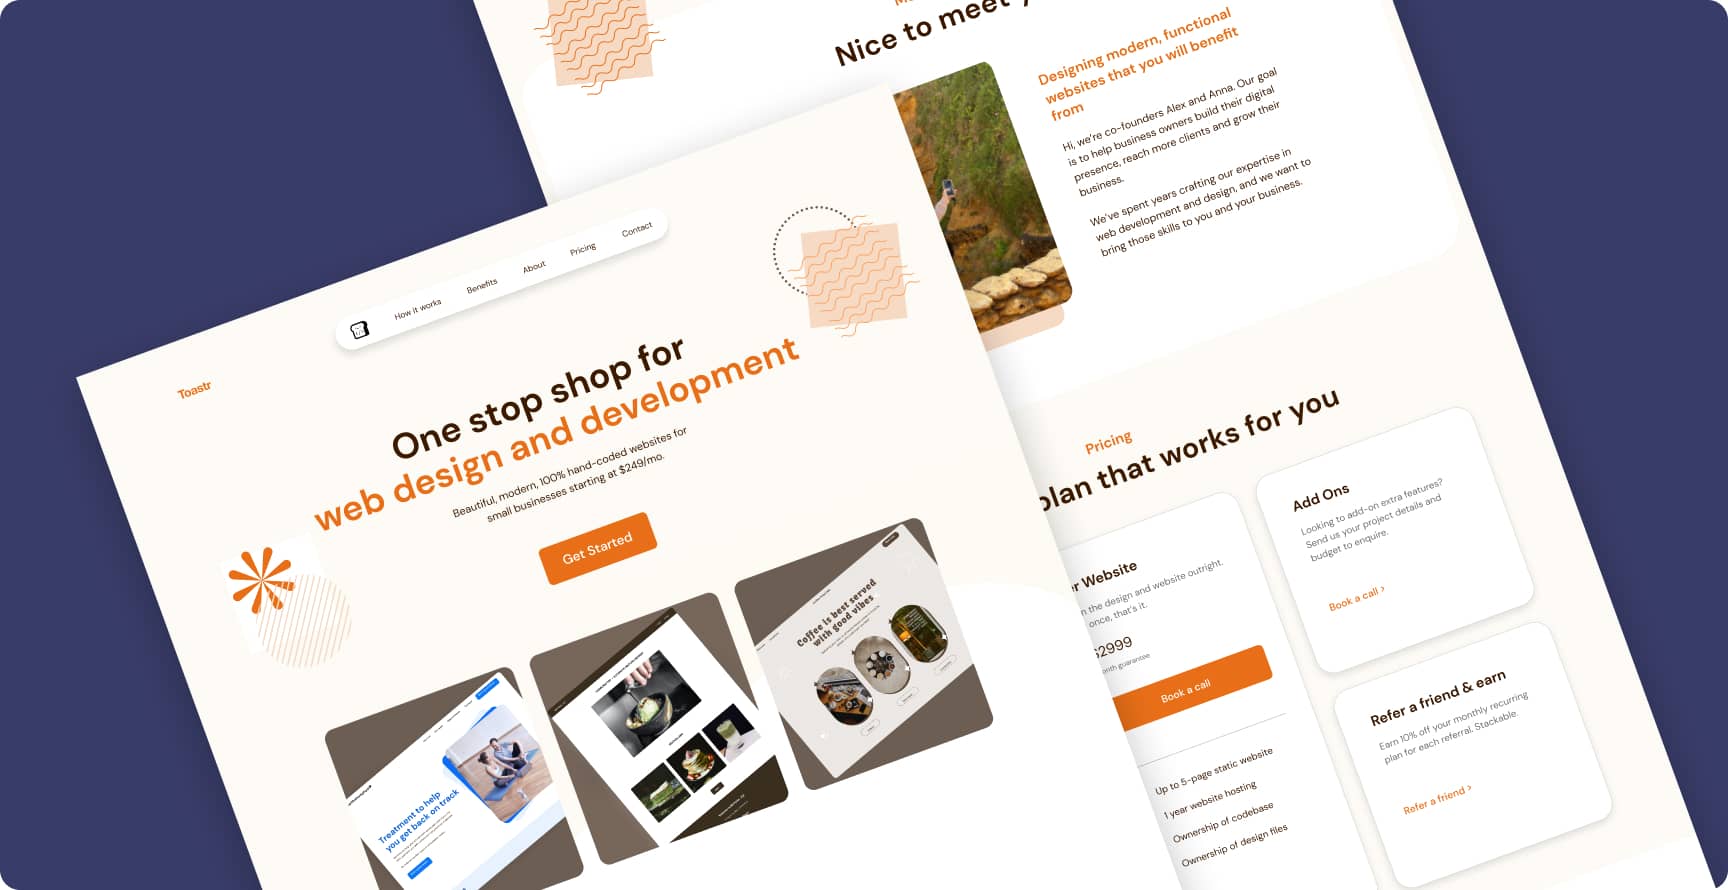 How it works
Benefits
About
Pricing
Contact
Toastr
One stop shop for
web design and development
Beautiful, modern, 100% hand-coded websites for
small businesses starting at $249/mo.
Get Started
Treatment to help
you get back on track
Coffee is best served
with good vibes
Nice to meet
Designing modern, functional
websites that you will benefit
from
Hi, we're co-founders Alex and Anna. Our goal
is to help business owners build their digital
presence, reach more clients and grow their
business.
We've spent years crafting our expertise in
web development and design, and we want to
bring those skills to you and your business.
Pricing
plan that works for you
Website
the design and website outright.
once, that's it.
$2999
guarantee
Book a call
Up to 5-page static website
1 year website hosting
Ownership of codebase
Ownership of design files
Add Ons
Looking to add-on extra features?
Send us your project details and
budget to enquire.
Book a call >
Refer a friend & earn
Earn 10% off your monthly recurring
plan for each referral. Stackable.
Refer a friend >